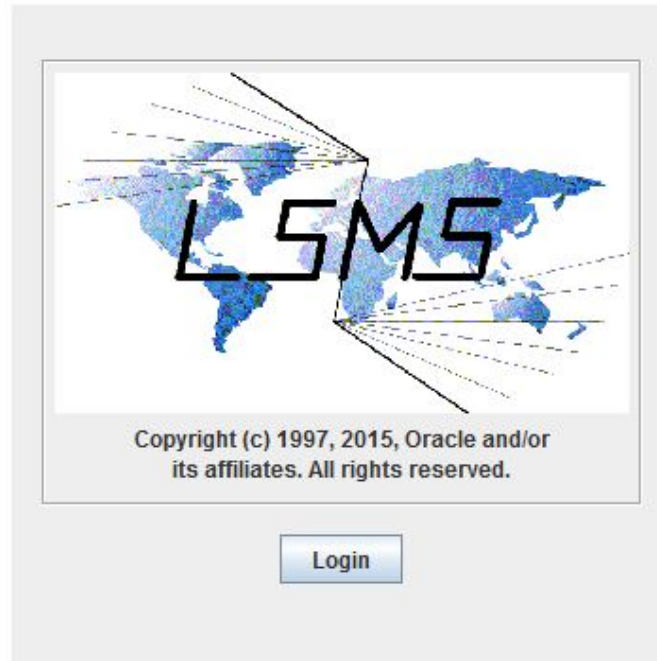 LSMS
Copyright (c) 1997, 2015, Oracle and/or
its affiliates. All rights reserved.
Login